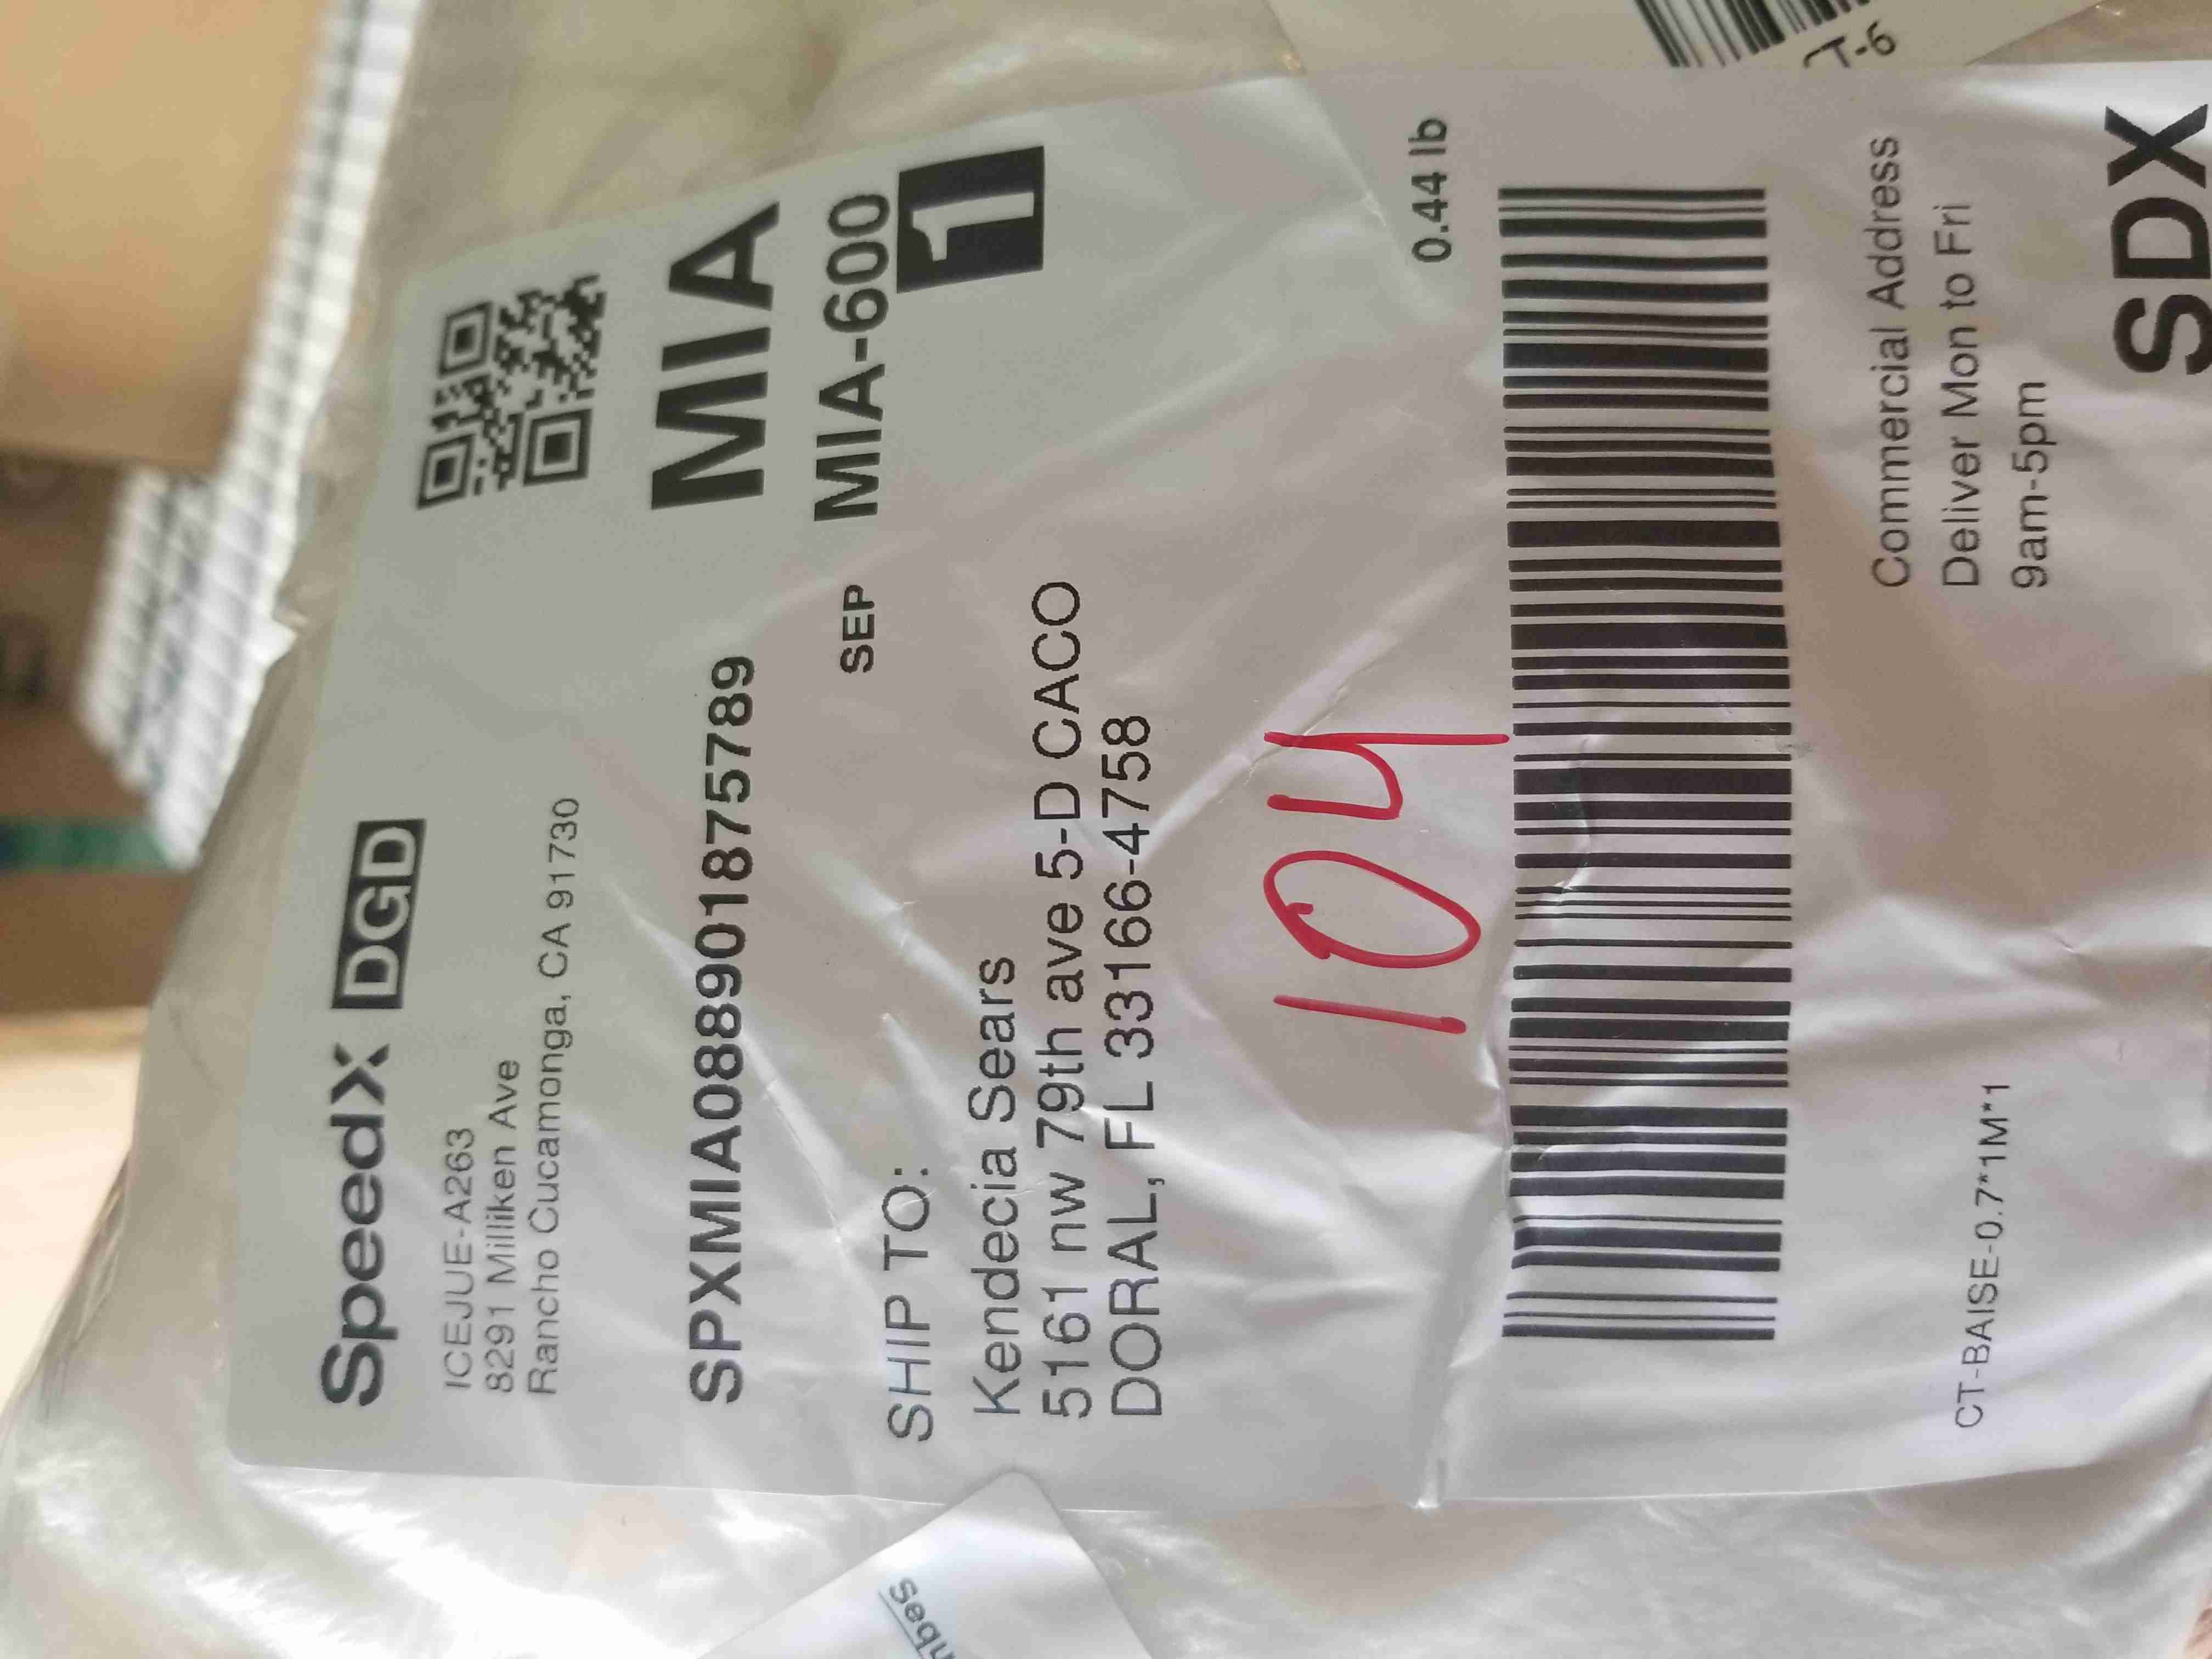 SpeedX DGD
ICEJUE-A263
8291 Milliken Ave
Rancho Cucamonga, CA 91730
SPXMIA088901875789
MIA
SEP MIA-600
1
SHIP TO:
Kendecia Sears
5161 nw 79th ave 5-D CACO
DORAL, FL 33166-4758
104
0.44 lb
Commercial Address
Deliver Mon to Fri
9am-5pm
CT-BAISE-0.7*1M*1
SDX
T-6